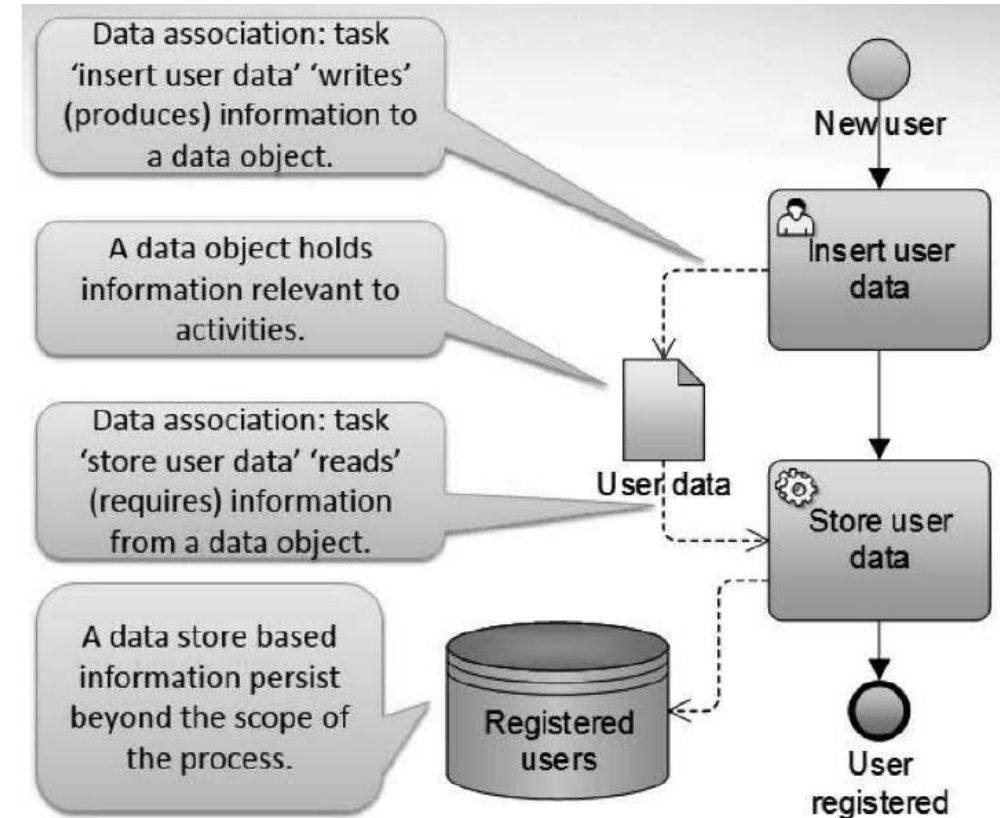 Data association: task
‘insert user data’ ‘writes’
(produces) information to
a data object.
A data object holds
information relevant to
activities.
Data association: task
‘store user data’ ‘reads’
(requires) information
from a data object.
A data store based
information persist
beyond the scope of
the process.
New user
Insert user
data
User data
Store user
data
Registered
users
User
registered